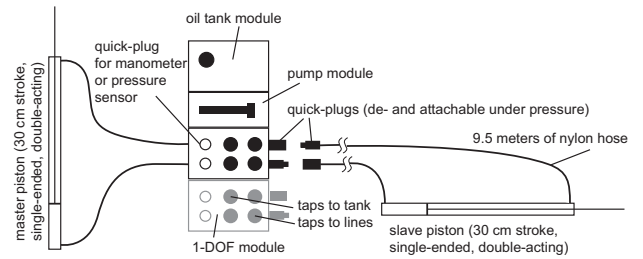 oil tank module
quick-plug
for manometer
or pressure
sensor
pump module
quick-plugs (de- and attachable under pressure)
9.5 meters of nylon hose
master piston (30 cm stroke,
single-ended, double-acting)
taps to tank
taps to lines
1-DOF module
slave piston (30 cm stroke,
single-ended, double-acting)